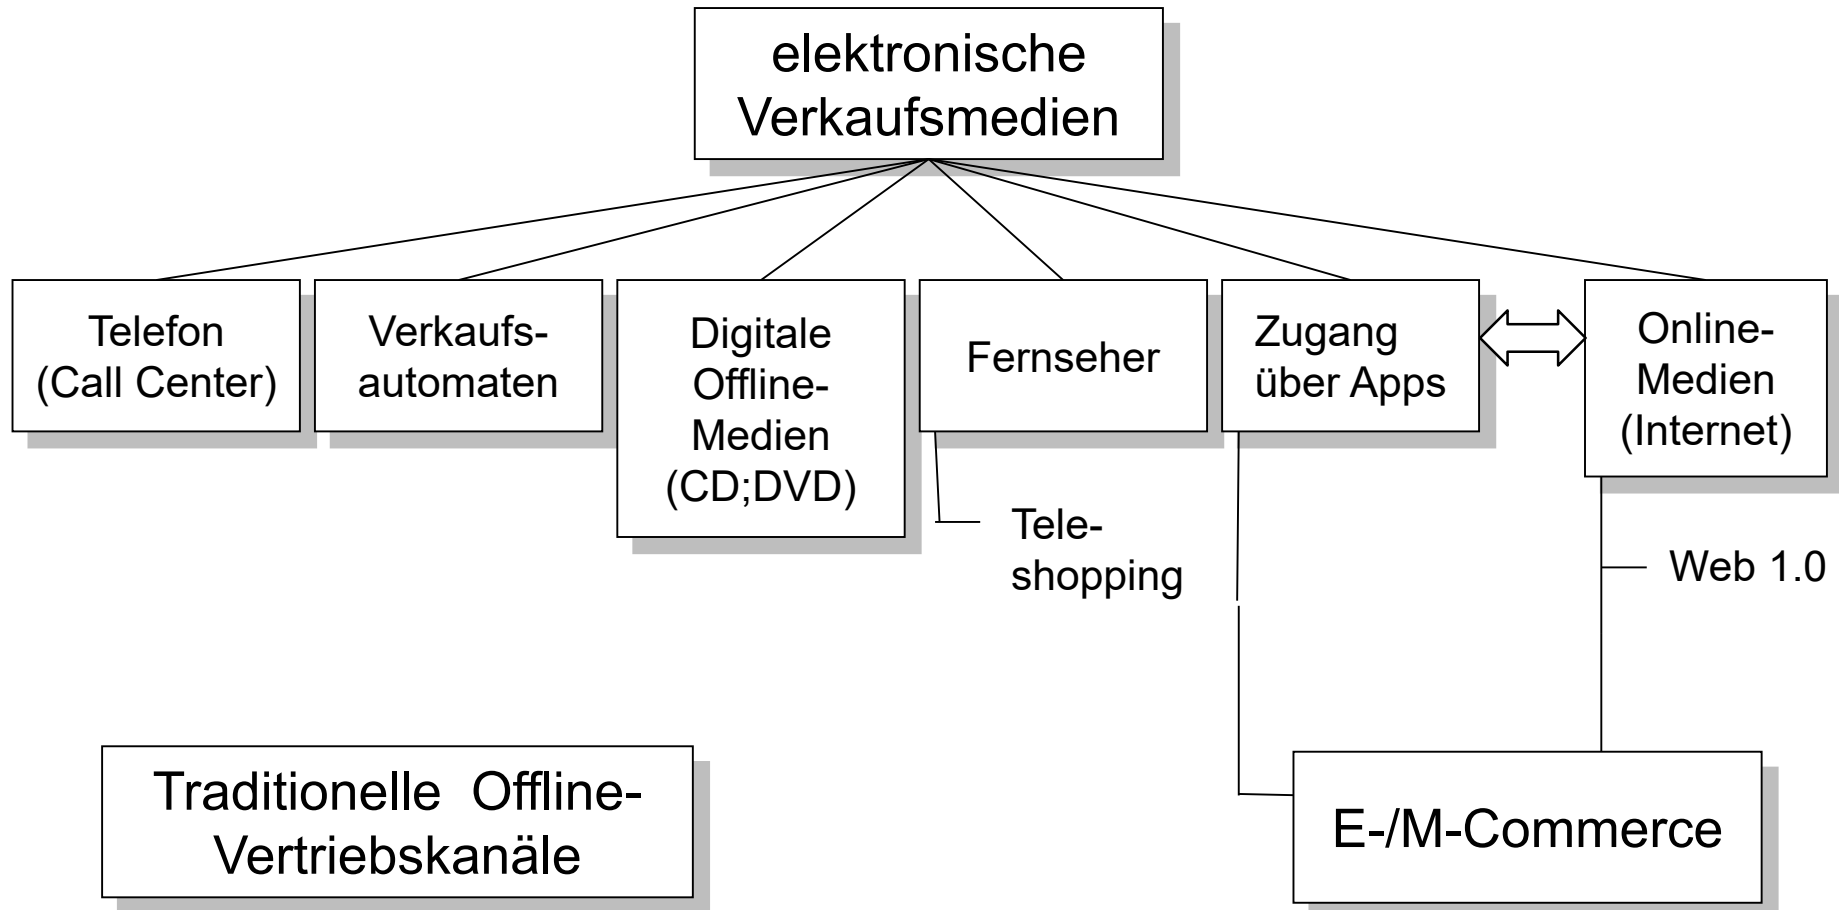 elektronische
Verkaufsmedien
Telefon
(Call Center)
Verkaufs-
automaten
Digitale
Offline-
Medien
(CD;DVD)
Fernseher
Zugang
über Apps
Online-
Medien
(Internet)
Tele-
shopping
Web 1.0
Traditionelle Offline-
Vertriebskanäle
E-/M-Commerce